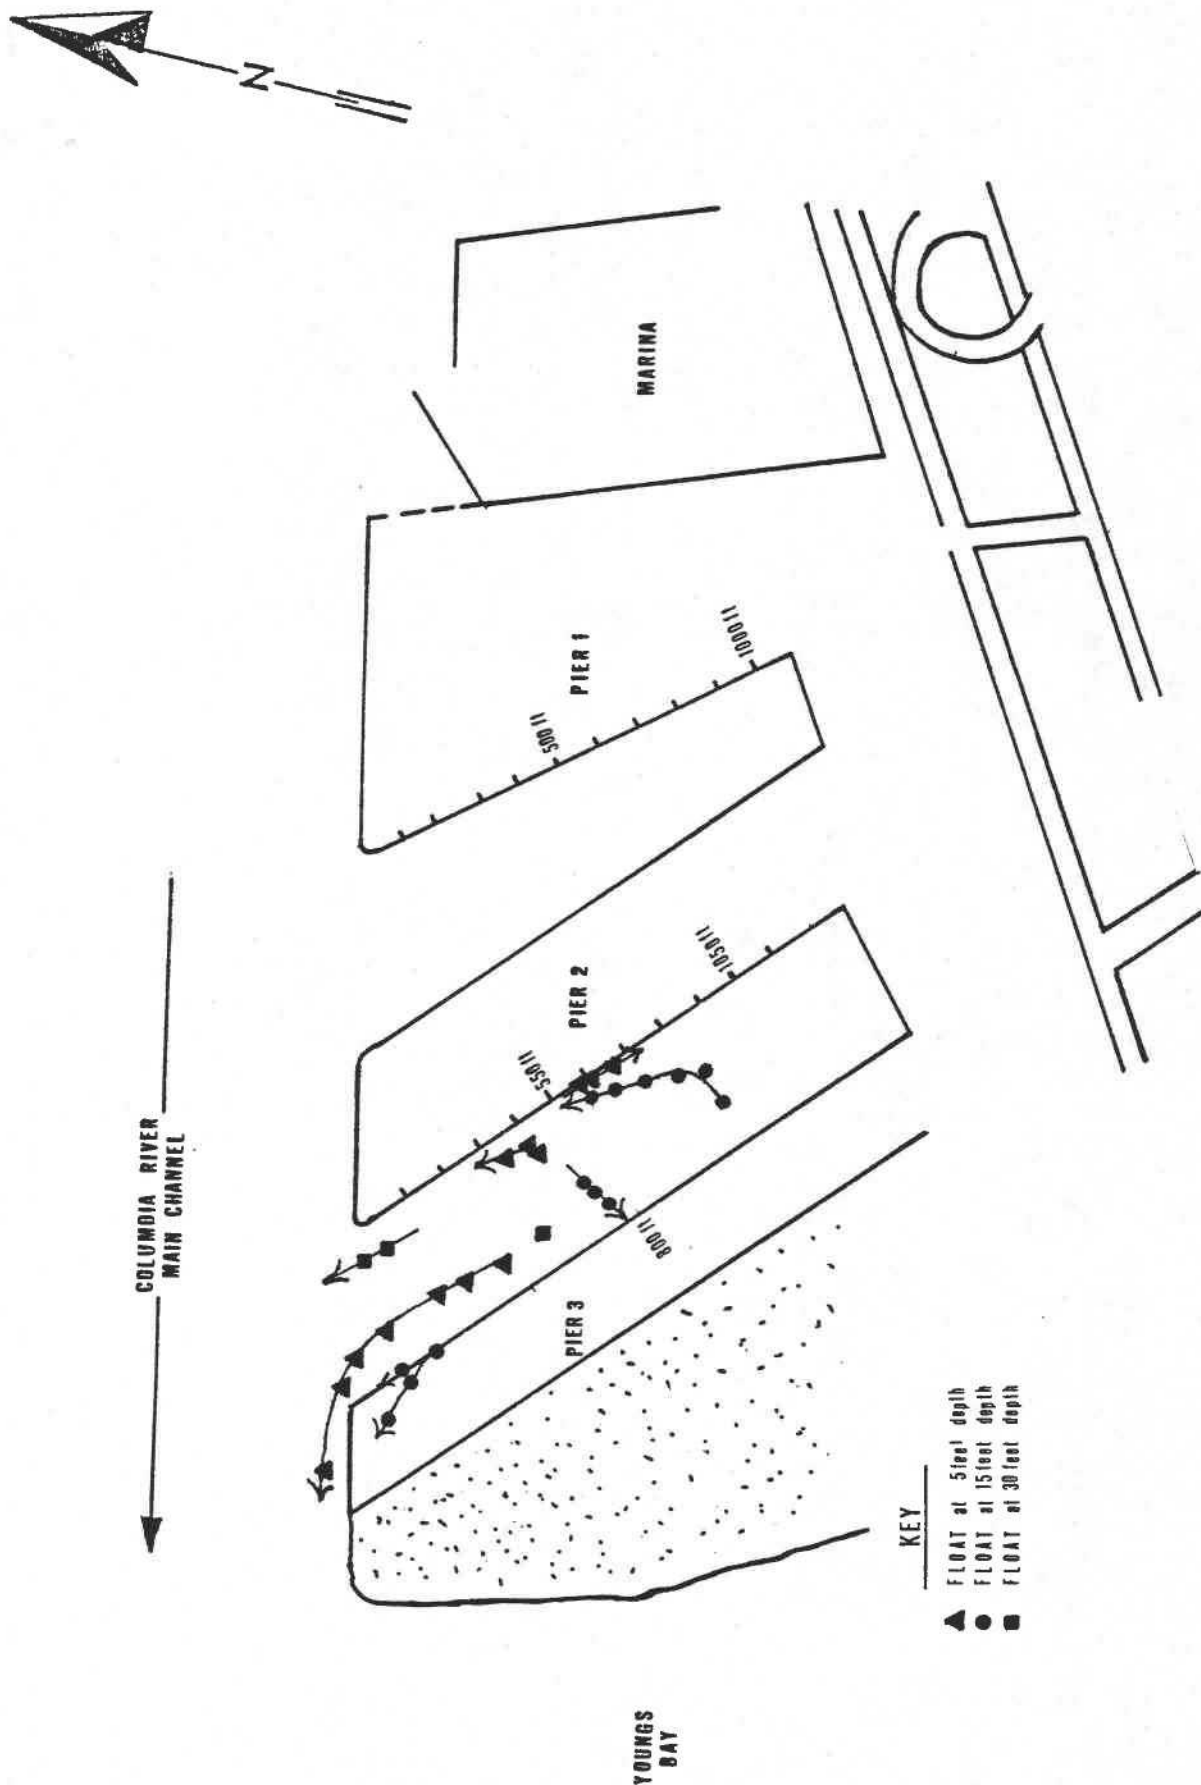 N
COLUMDIA RIVER
MAIN CHANNEL
MARINA
PIER 1
500 ft
1000 ft
PIER 2
550 ft
1050 ft
PIER 3
800 ft
YOUNGS
BAY
KEY
FLOAT at 5 feet depth
FLOAT at 15 feet depth
FLOAT at 30 feet depth